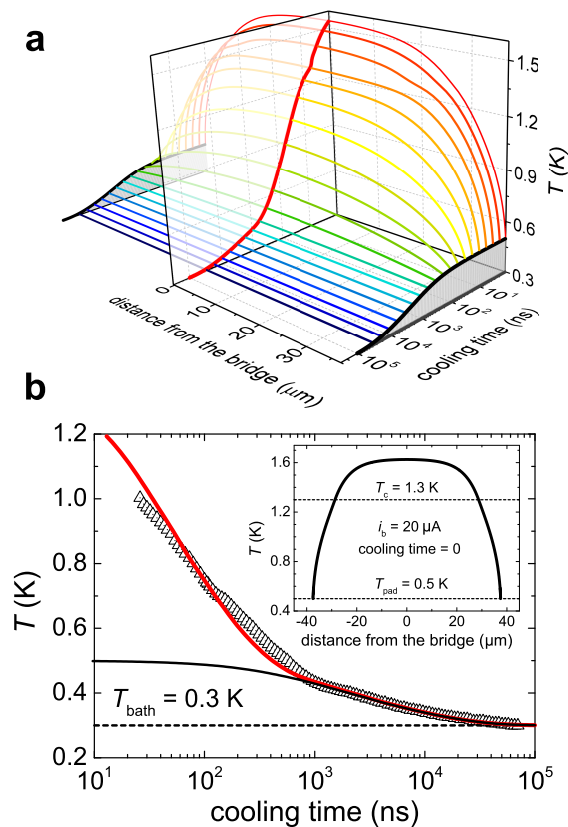 a
1.5
1.2
0.9
0.6
0.3
T (K)
10¹
10²
10³
10⁴
10⁵
cooling time (ns)
0
10
20
30
distance from the bridge (μm)
b
1.2
1.0
0.8
0.6
0.4
0.2
T (K)
1.6
1.2
0.8
0.4
T (K)
T_c = 1.3 K
i_b = 20 μA
cooling time = 0
T_pad = 0.5 K
-40 -20 0 20 40
distance from the bridge (μm)
T_bath = 0.3 K
10¹ 10² 10³ 10⁴ 10⁵
cooling time (ns)